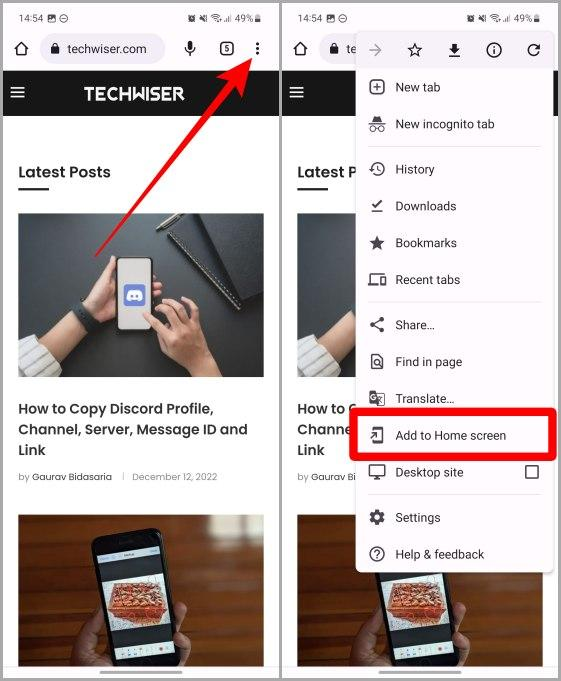 14:54
49%
techwiser.com
5
TECHWISER
Latest Posts
How to Copy Discord Profile,
Channel, Server, Message ID and
Link
by Gaurav Bidasaria
December 12, 2022
14:54
49%
te
Latest P
How to C
Channe
Link
by Gaurav Bi
New tab
New incognito tab
History
Downloads
Bookmarks
Recent tabs
Share...
Find in page
Translate...
Add to Home screen
Desktop site
Settings
Help & feedback